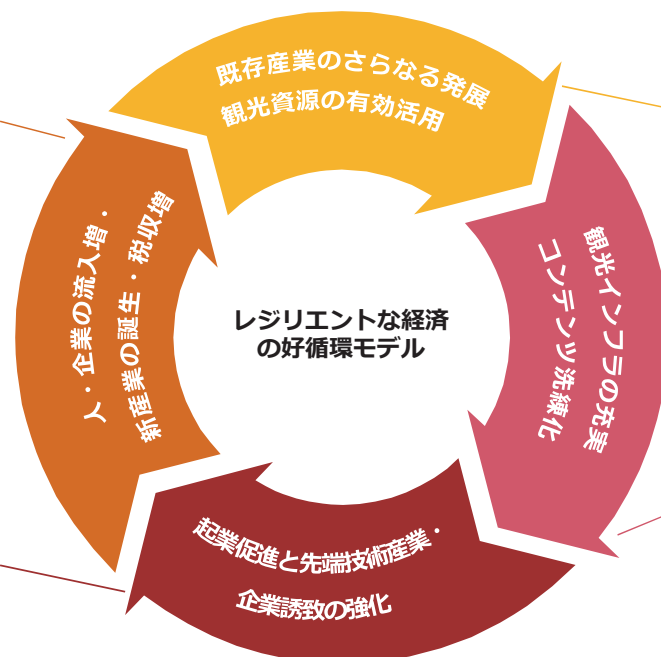 既存産業のさらなる発展
観光資源の有効活用
観光インフラの充実
コンテンツ洗練化
起業促進と先端技術産業・
企業誘致の強化
人・企業の流入増・
新産業の誕生・税収増
レジリエントな経済
の好循環モデル